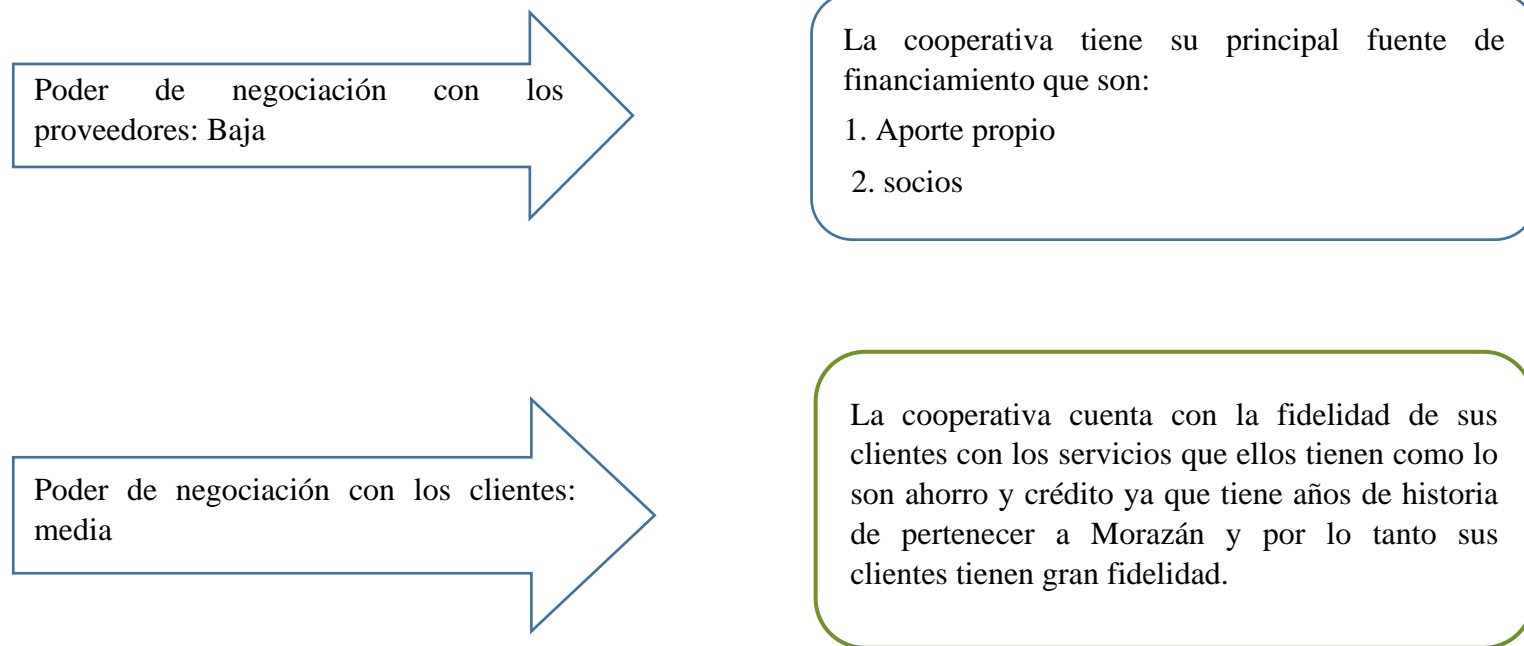 Poder de negociación con los
proveedores: Baja
La cooperativa tiene su principal fuente de
financiamiento que son:
1. Aporte propio
2. socios
Poder de negociación con los clientes:
media
La cooperativa cuenta con la fidelidad de sus
clientes con los servicios que ellos tienen como lo
son ahorro y crédito ya que tiene años de historia
de pertenecer a Morazán y por lo tanto sus
clientes tienen gran fidelidad.